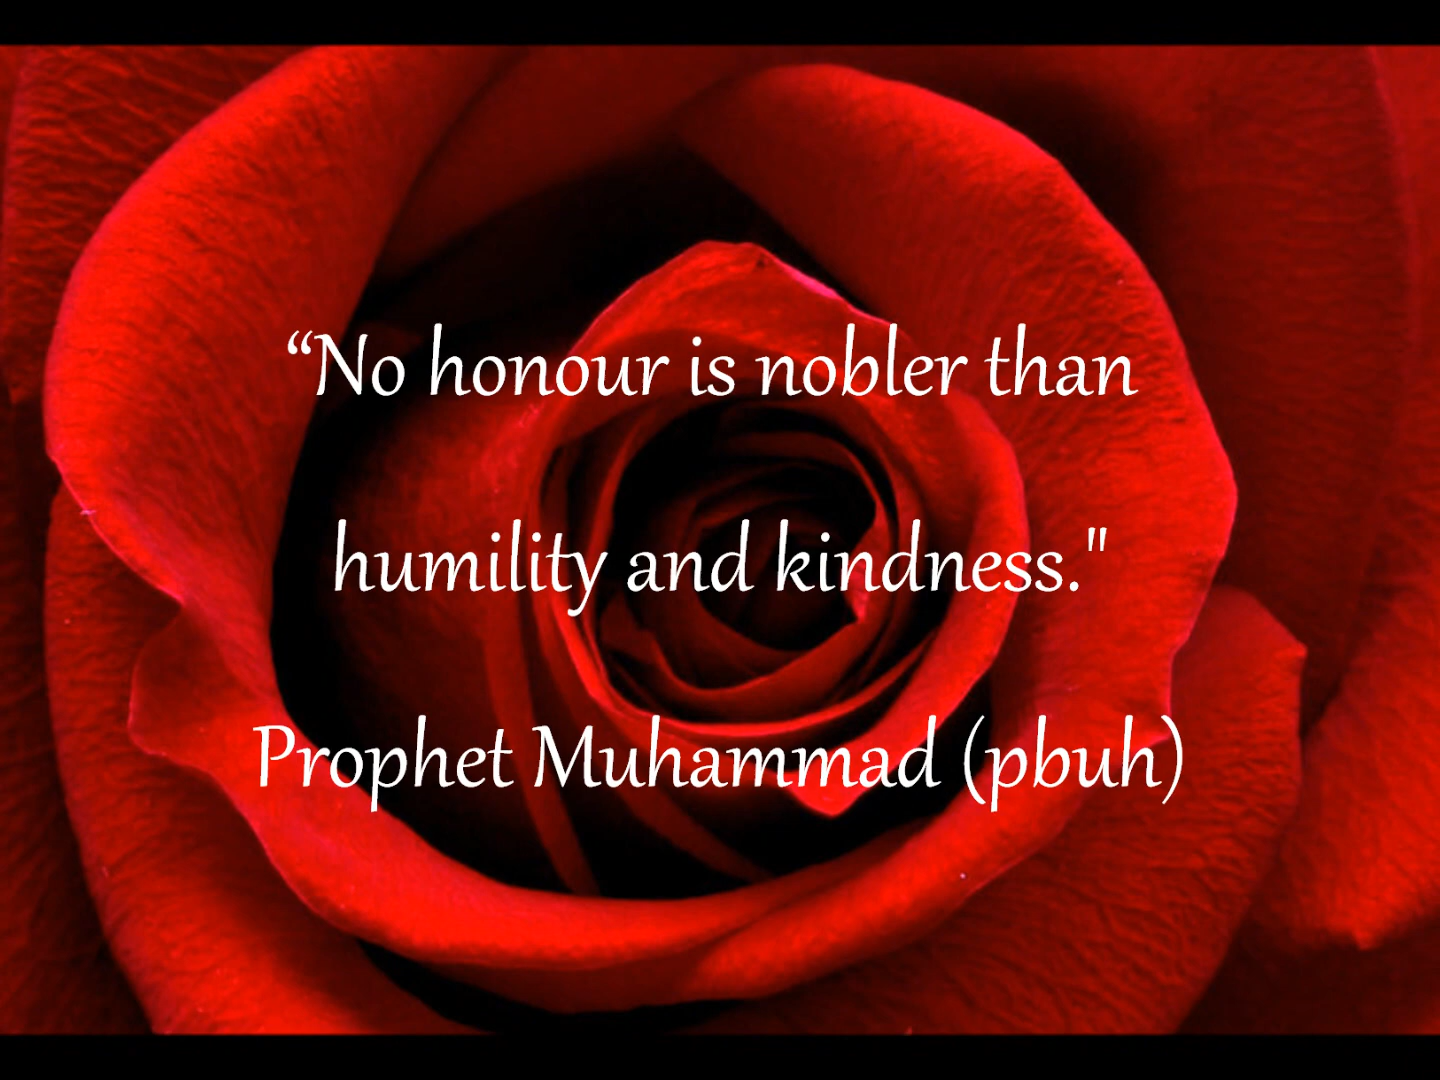 “No honour is nobler than
humility and kindness."
Prophet Muhammad (pbuh)